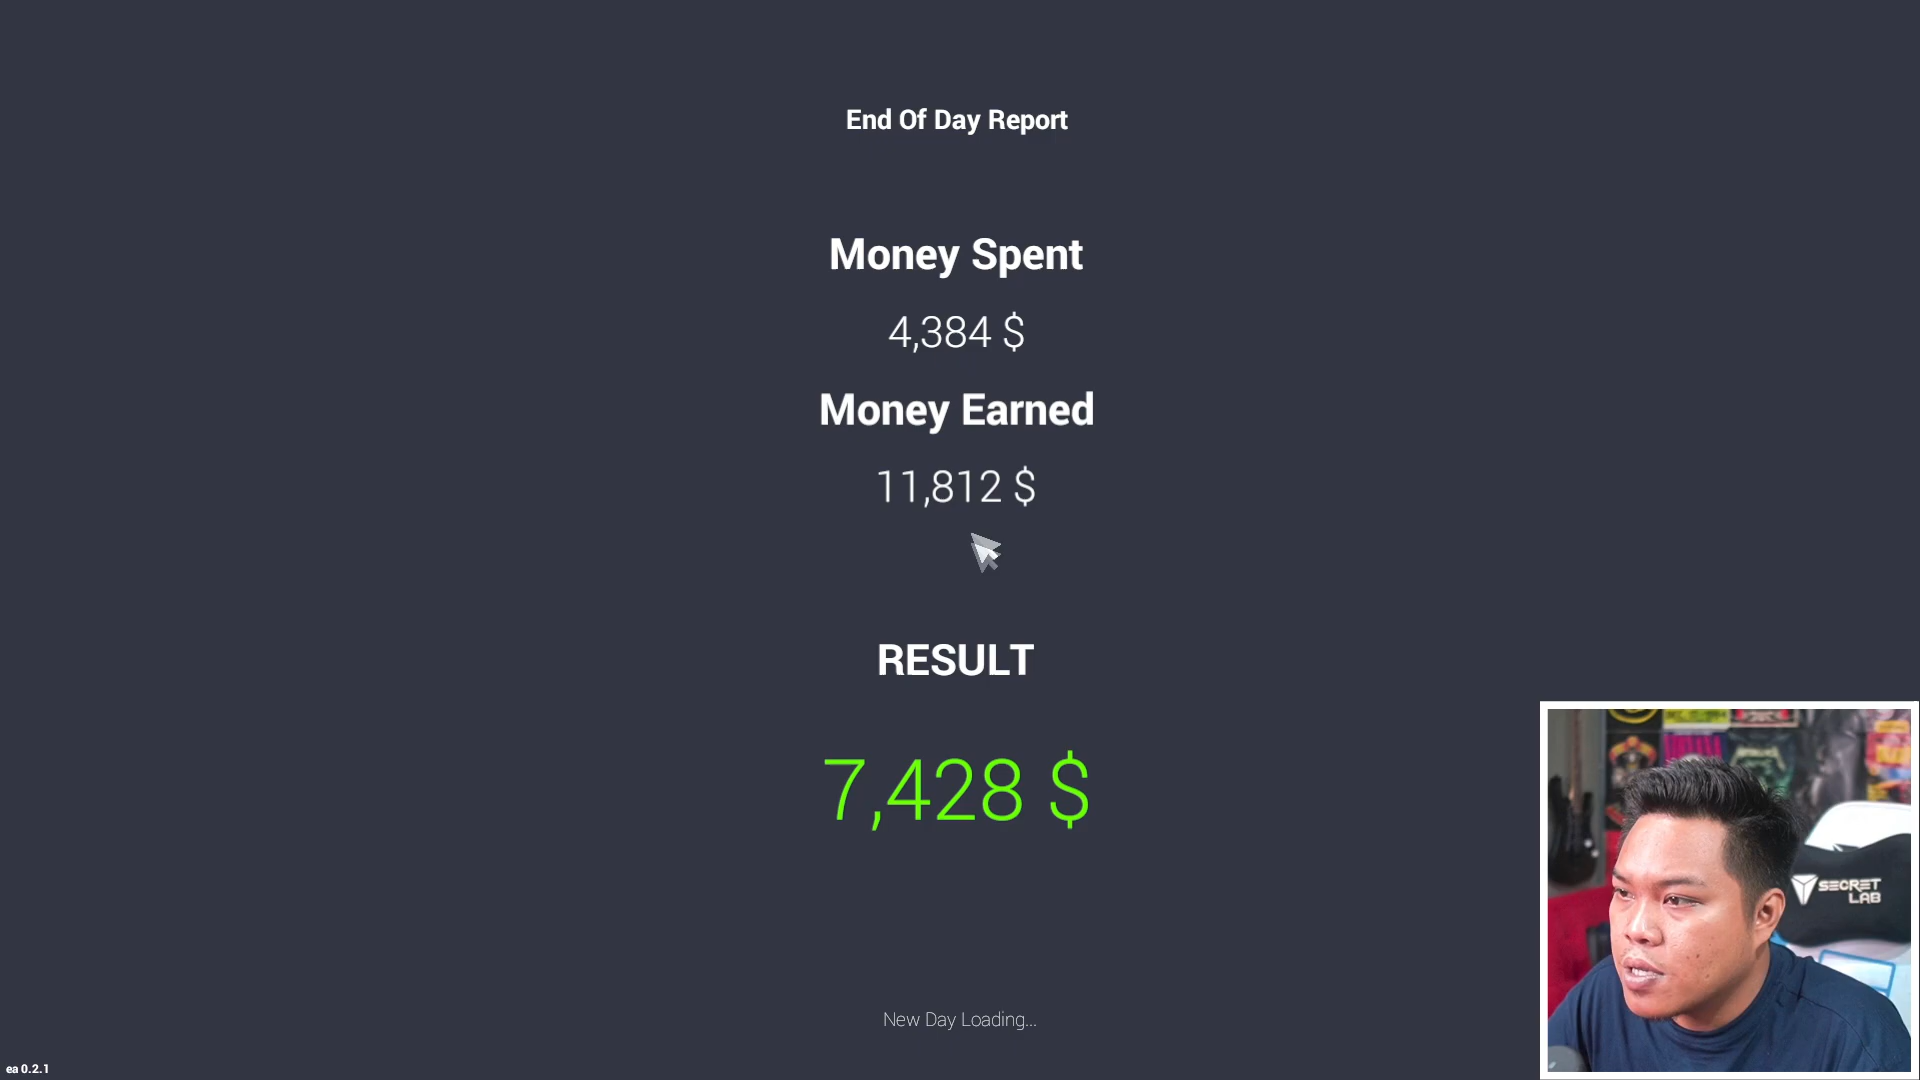 End Of Day Report
Money Spent
4,384 $
Money Earned
11,812 $
RESULT
7,428 $
New Day Loading...
ea 0.2.1
SECRET
LAB